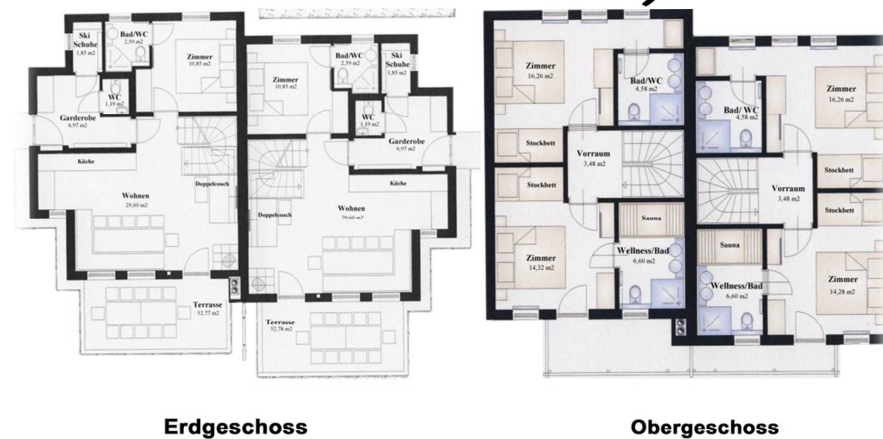 Ski
Schuhe
1,85 m2
Bad/WC
2,59 m2
Zimmer
10,85 m2
WC
1,19 m2
Garderobe
6,97 m2
Küche
Wohnen
29,60 m2
Doppelcouch
Terrasse
52,77 m2
Zimmer
10,85 m2
Bad/WC
2,59 m2
Ski
Schuhe
1,85 m2
WC
1,19 m2
Garderobe
6,97 m2
Küche
Wohnen
29,60 m2
Doppelcouch
Terrasse
52,78 m2
Erdgeschoss
Zimmer
16,26 m2
Bad/WC
4,58 m2
Stockbett
Vorraum
3,48 m2
Stockbett
Sauna
Zimmer
14,32 m2
Wellness/Bad
6,60 m2
Bad/ WC
4,58 m2
Zimmer
16,26 m2
Stockbett
Vorraum
3,48 m2
Stockbett
Sauna
Wellness/Bad
6,60 m2
Zimmer
14,28 m2
Obergeschoss